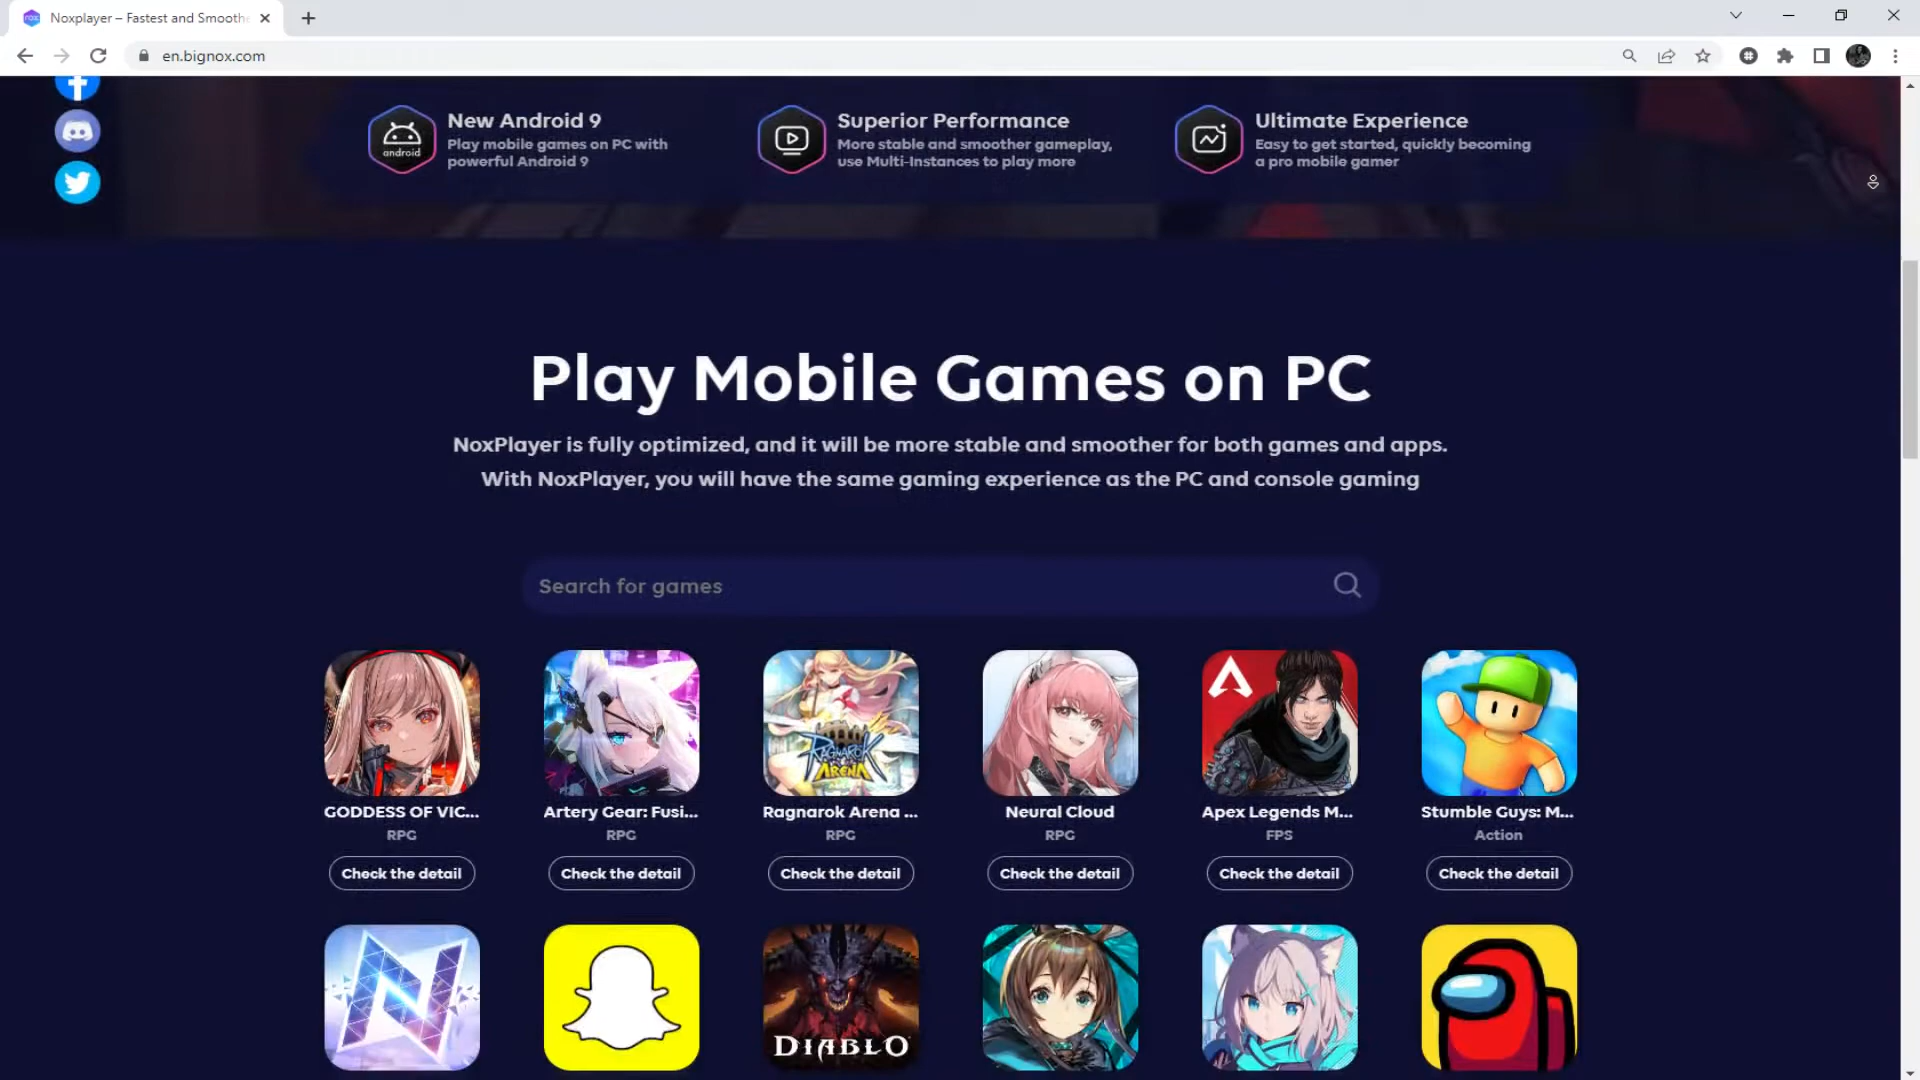 Noxplayer – Fastest and Smoothe
en.bignox.com
android
New Android 9
Play mobile games on PC with
powerful Android 9
Superior Performance
More stable and smoother gameplay,
use Multi-Instances to play more
Ultimate Experience
Easy to get started, quickly becoming
a pro mobile gamer
Play Mobile Games on PC
NoxPlayer is fully optimized, and it will be more stable and smoother for both games and apps.
With NoxPlayer, you will have the same gaming experience as the PC and console gaming
Search for games
RAGNAROK
ARENA
GODDESS OF VIC...
Artery Gear: Fusi...
Ragnarok Arena ...
Neural Cloud
Apex Legends M...
Stumble Guys: M...
RPG
RPG
RPG
RPG
FPS
Action
Check the detail
Check the detail
Check the detail
Check the detail
Check the detail
Check the detail
DIABLO